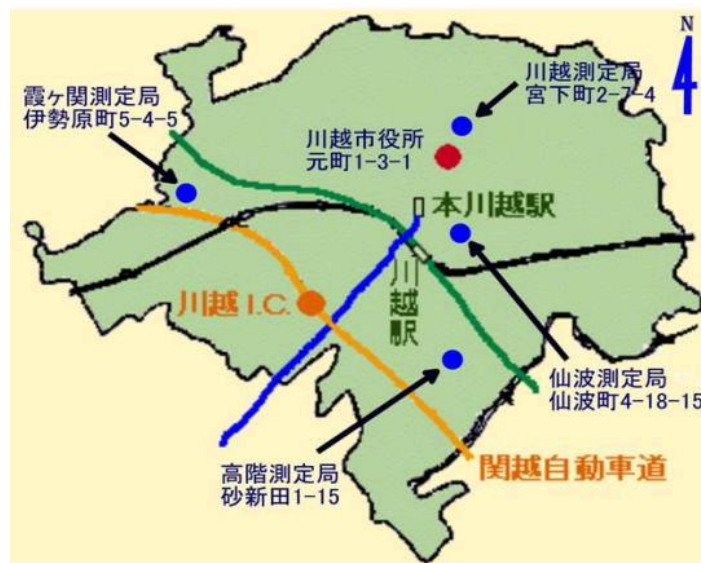 N
川越測定局
宮下町2-7-4
霞ヶ関測定局
伊勢原町5-4-5
川越市役所
元町1-3-1
本川越駅
川越駅
川越I.C.
仙波測定局
仙波町4-18-15
高階測定局
砂新田1-15
関越自動車道